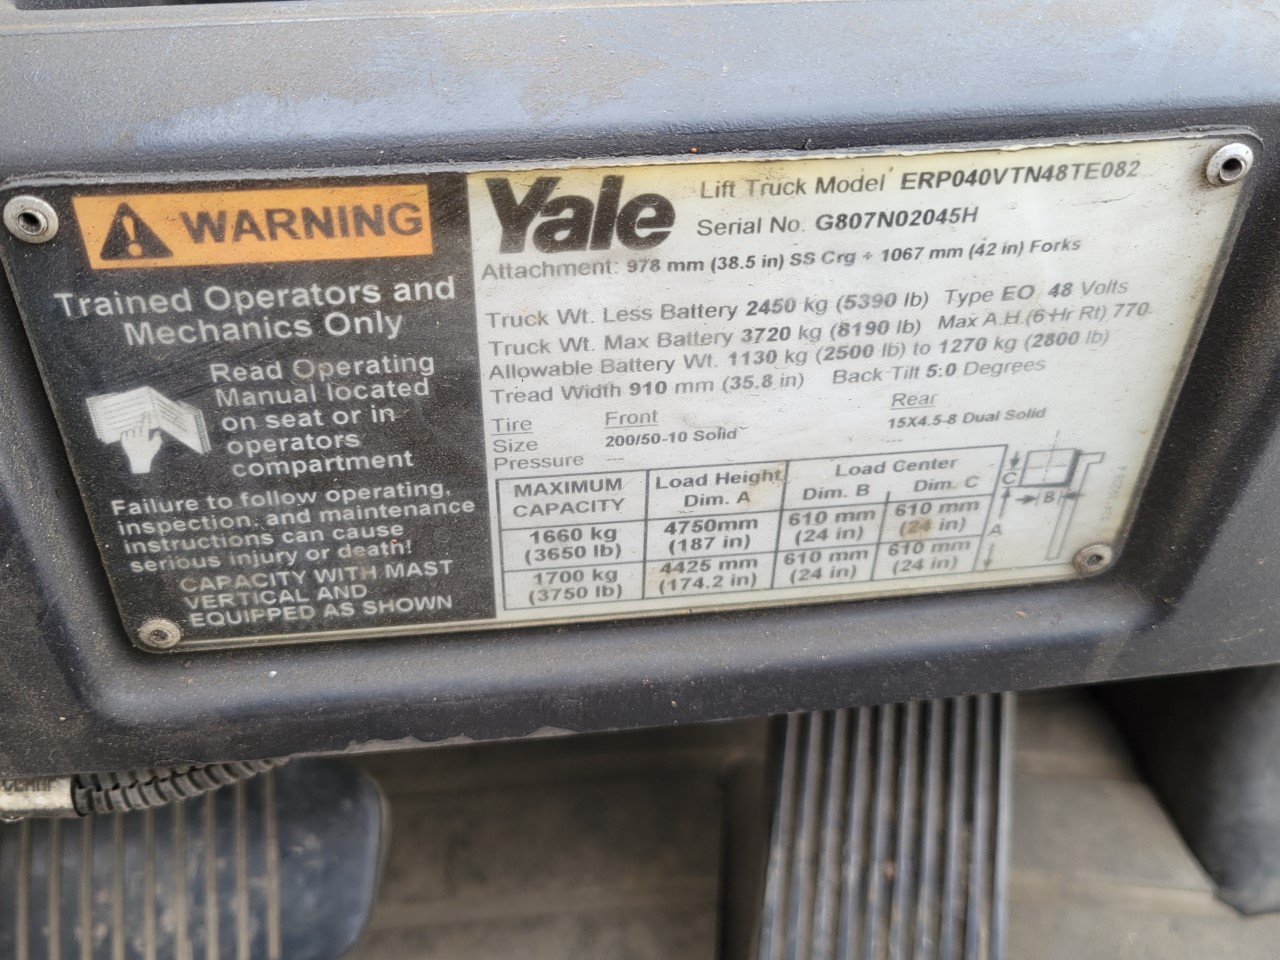 WARNING
Trained Operators and
Mechanics Only
Read Operating
Manual located
on seat or in
operators
compartment
Failure to follow operating,
inspection, and maintenance
instructions can cause
serious injury or death!
CAPACITY WITH MAST
VERTICAL AND
EQUIPPED AS SHOWN
Yale
Lift Truck Model ERP040VTN48TE082
Serial No. G807N02045H
Attachment: 978 mm (38.5 in) SS Crg + 1067 mm (42 in) Forks
Truck Wt. Less Battery 2450 kg (5390 lb) Type EO 48 Volts
Truck Wt. Max Battery 3720 kg (8190 lb) Max A.H.(6 Hr Rt) 770
Allowable Battery Wt. 1130 kg (2500 lb) to 1270 kg (2800 lb)
Tread Width 910 mm (35.8 in) Back Tilt 5.0 Degrees
Tire Front Rear
Size 200/50-10 Solid 15X4.5-8 Dual Solid
Pressure --- ---
MAXIMUM CAPACITY Load Height Dim. A Load Center Dim. B Dim. C
1660 kg (3650 lb) 4750mm (187 in) 610 mm (24 in) 610 mm (24 in)
1700 kg (3750 lb) 4425 mm (174.2 in) 610 mm (24 in) 610 mm (24 in)
C
B
A